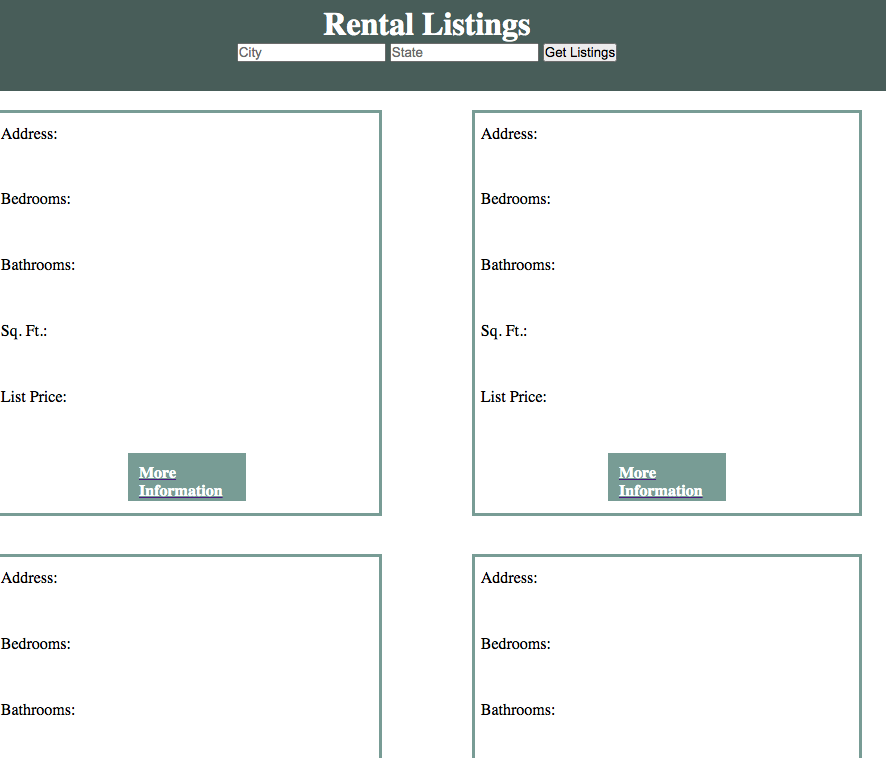 Rental Listings
City State Get Listings
Address:
Bedrooms:
Bathrooms:
Sq. Ft.:
List Price:
More
Information
Address:
Bedrooms:
Bathrooms:
Sq. Ft.:
List Price:
More
Information
Address:
Bedrooms:
Bathrooms:
Address:
Bedrooms:
Bathrooms: